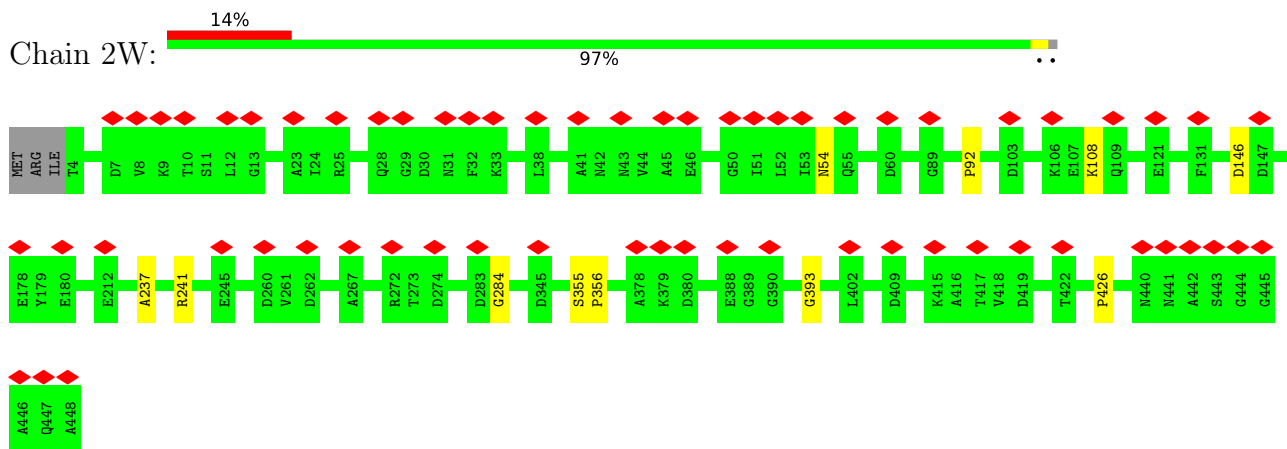 14%
Chain 2W:
97%
• •
MET ARG ILE T4 D7 V8 K9 T10 S11 L12 G13 A23 I24 R25 Q28 G29 D30 N31 F32 K33 L38 A41 N42 N43 V44 A45 E46 G50 I51 L52 I53 N54 Q55 D60 G89 P92 D103 K106 E107 K108 Q109 E121 F131 D146 D147
E178 Y179 E180 E212 A237 R241 E245 D260 V261 D262 A267 R272 T273 D274 D283 G284 D345 S355 P356 A378 K379 D380 E388 G389 G390 G393 L402 D409 K415 A416 T417 V418 D419 T422 P426 N440 N441 A442 S443 G444 G445
A446 Q447 A448